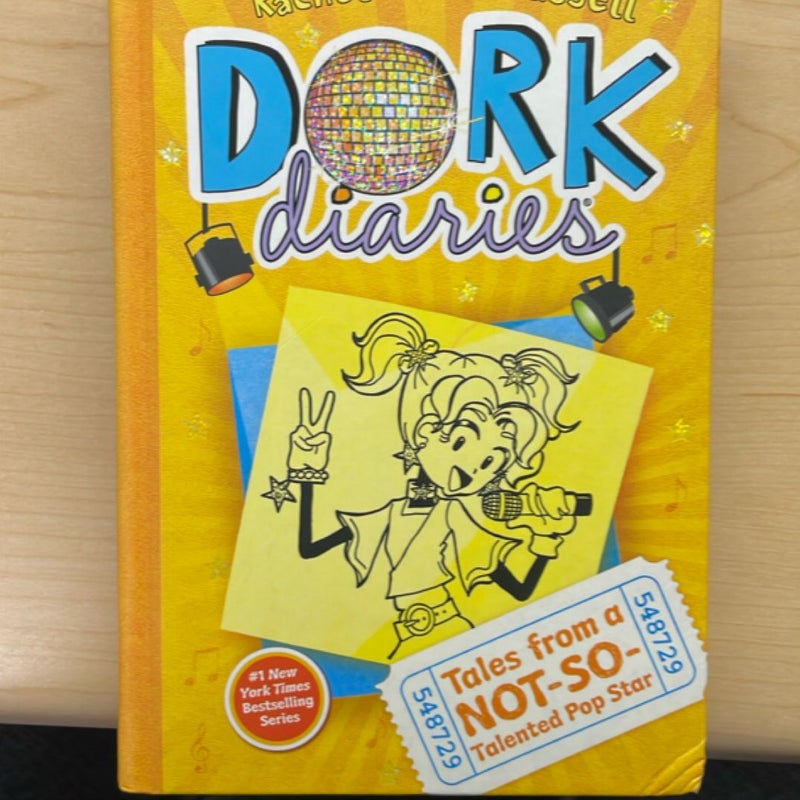 DORK
diaries
#1 New
York Times
Bestselling
Series
548729
Tales from a
NOT-SO-
Talented Pop Star
548729